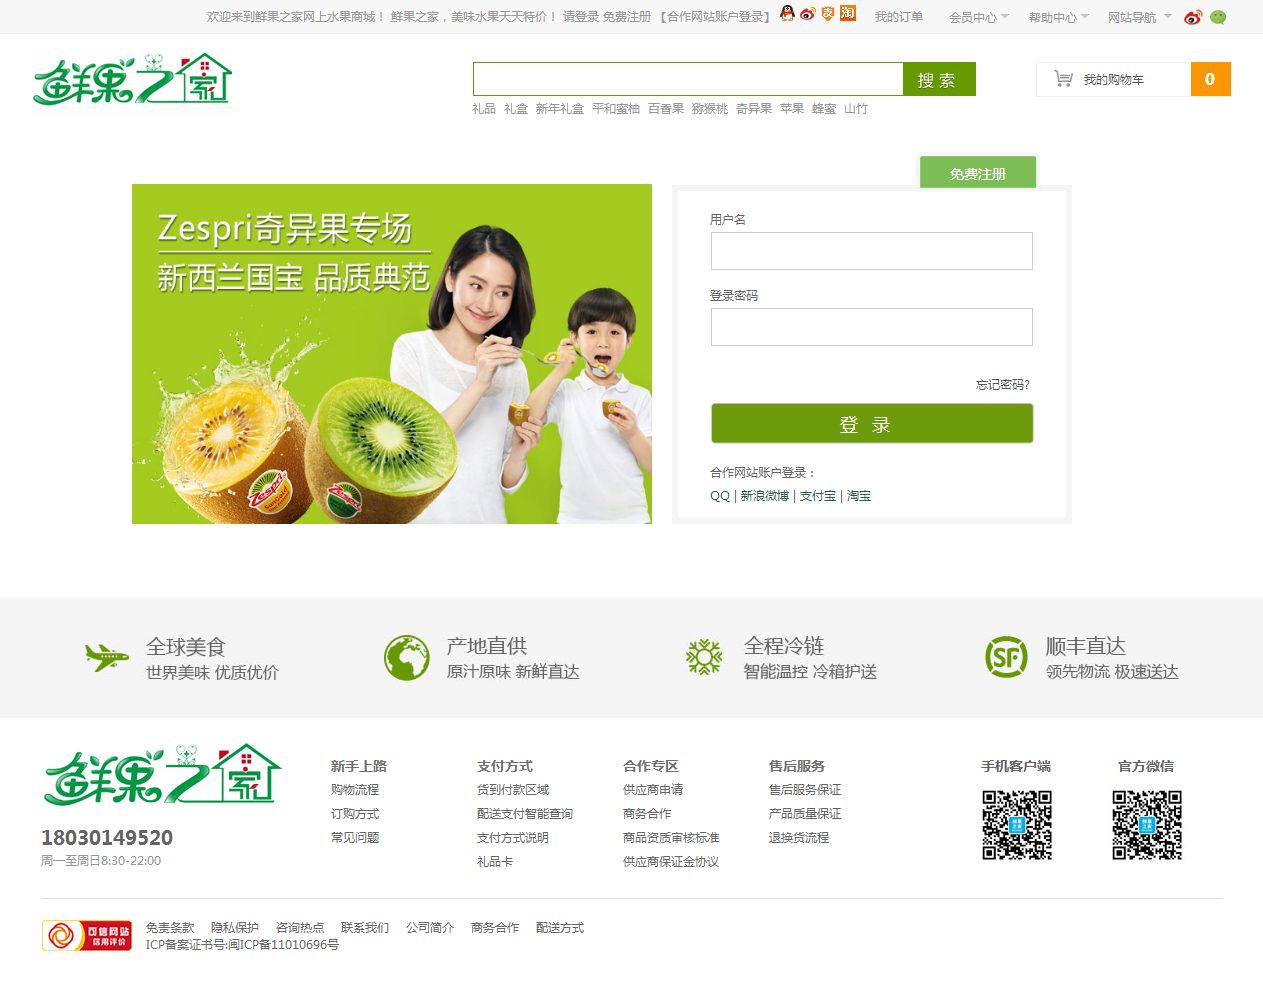 欢迎来到鲜果之家网上水果商城！ 鲜果之家，美味水果天天特价！ 请登录 免费注册 【合作网站账户登录】 淘 我的订单 会员中心 帮助中心 网站导航
鲜果之家
搜 索
我的购物车 0
礼品 礼盒 新年礼盒 平和蜜柚 百香果 猕猴桃 奇异果 苹果 蜂蜜 山竹
免费注册
Zespri奇异果专场
新西兰国宝 品质典范
Zespri
SunGold
Zespri
用户名
登录密码
忘记密码?
登 录
合作网站账户登录：
QQ | 新浪微博 | 支付宝 | 淘宝
全球美食
世界美味 优质优价
产地直供
原汁原味 新鲜直达
全程冷链
智能温控 冷箱护送
SF
顺丰直达
领先物流 极速送达
鲜果之家
18030149520
周一至周日8:30-22:00
新手上路
购物流程
订购方式
常见问题
支付方式
货到付款区域
配送支付智能查询
支付方式说明
礼品卡
合作专区
供应商申请
商务合作
商品资质审核标准
供应商保证金协议
售后服务
售后服务保证
产品质量保证
退换货流程
手机客户端
官方微信
可信网站
信用评价
免责条款 隐私保护 咨询热点 联系我们 公司简介 商务合作 配送方式
ICP备案证书号:闽ICP备11010696号